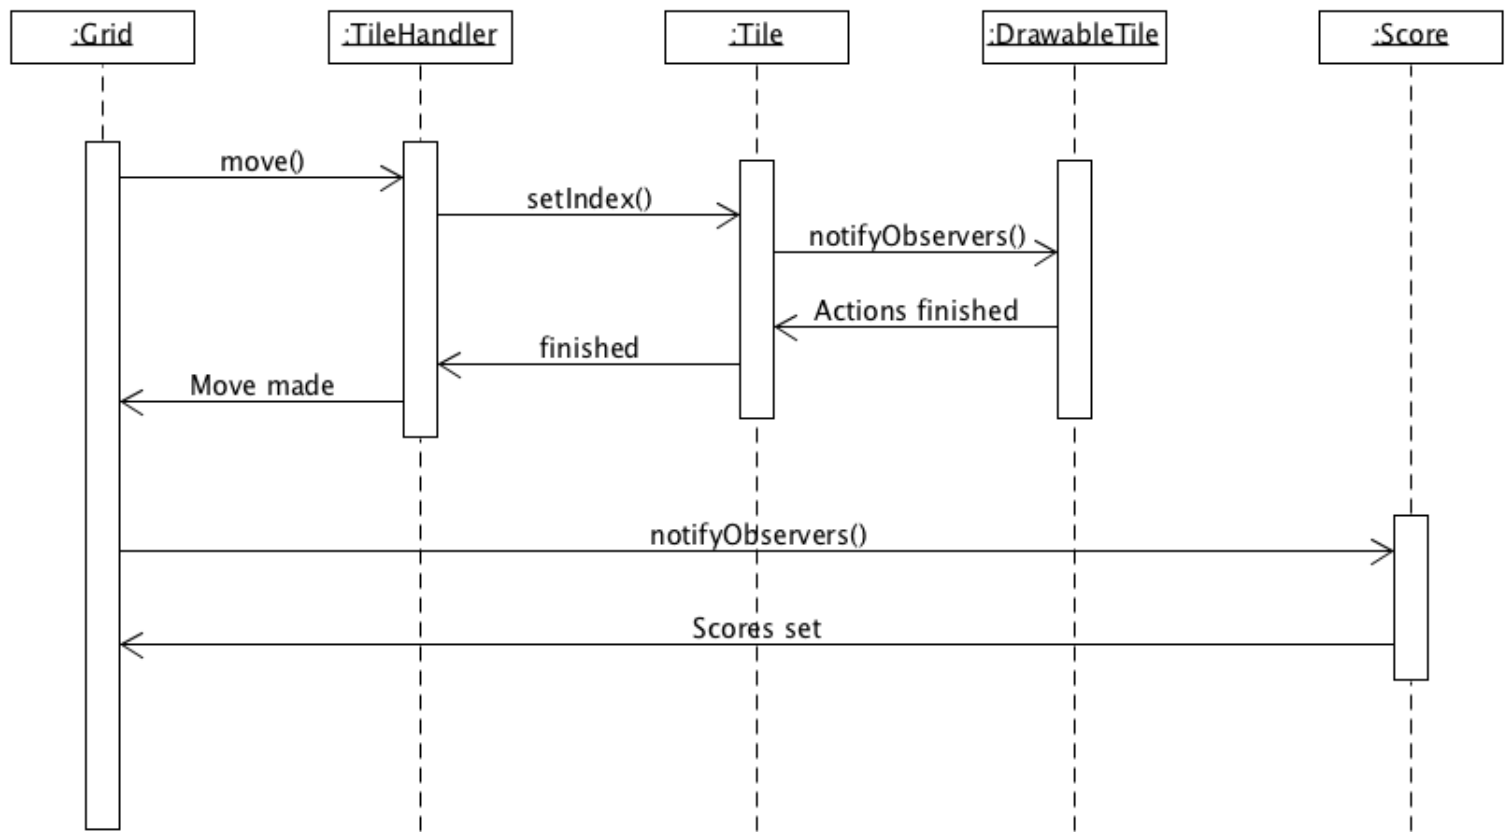 :Grid
:TileHandler
:Tile
:DrawableTile
:Score
move()
setIndex()
notifyObservers()
Actions finished
finished
Move made
notifyObservers()
Scores set